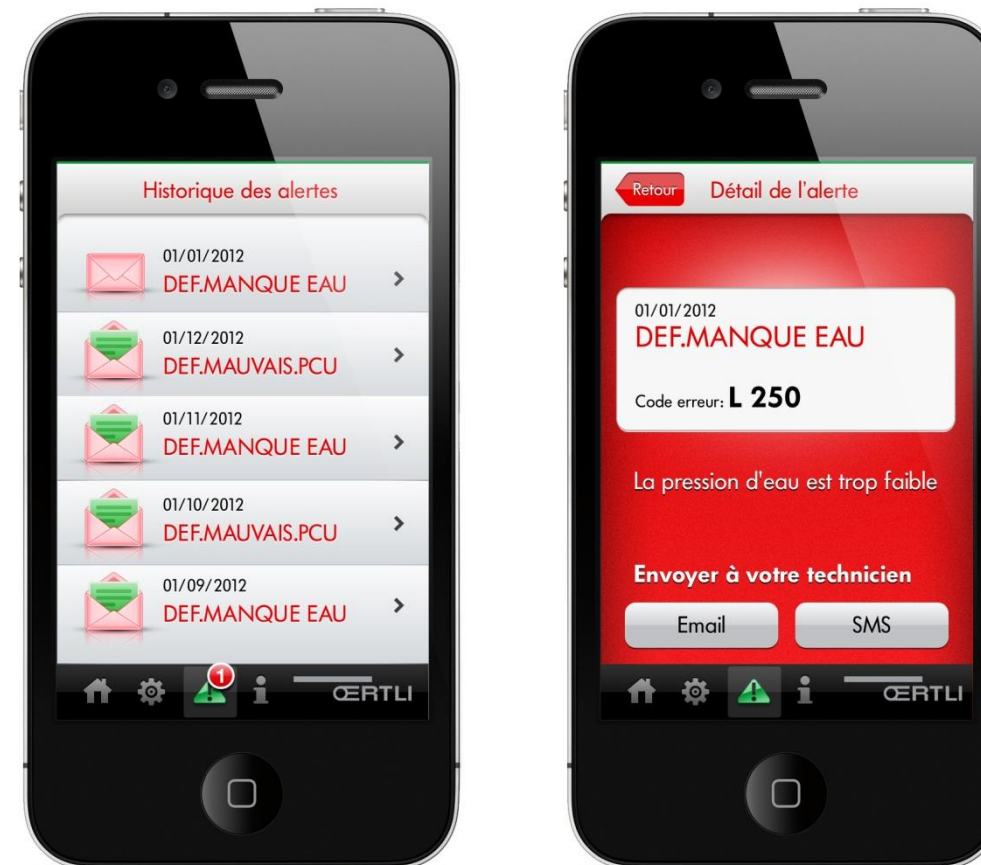 Historique des alertes
01/01/2012
DEF.MANQUE EAU
01/12/2012
DEF.MAUVAIS.PCU
01/11/2012
DEF.MANQUE EAU
01/10/2012
DEF.MAUVAIS.PCU
01/09/2012
DEF.MANQUE EAU
1
ŒRTLI
Retour
Détail de l'alerte
01/01/2012
DEF.MANQUE EAU
Code erreur: L 250
La pression d'eau est trop faible
Envoyer à votre technicien
Email
SMS
ŒRTLI